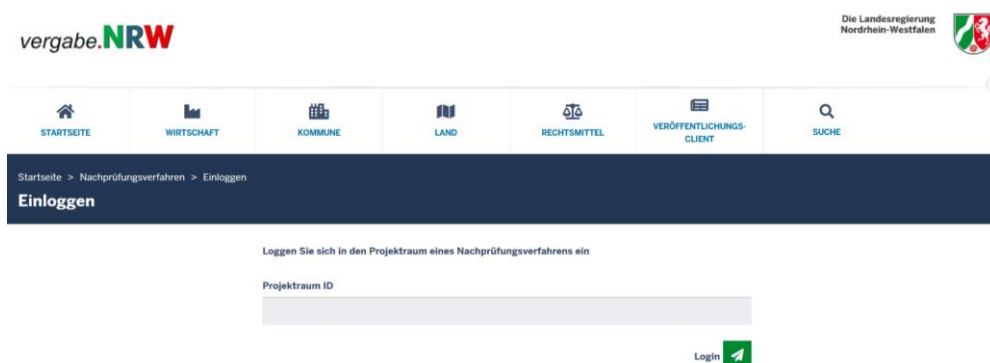 vergabe.NRW
Die Landesregierung
Nordrhein-Westfalen
STARTSEITE
WIRTSCHAFT
KOMMUNE
LAND
RECHTSMITTEL
VERÖFFENTLICHUNGS-
CLIENT
SUCHE
Startseite > Nachprüfungsverfahren > Einloggen
Einloggen
Loggen Sie sich in den Projektraum eines Nachprüfungsverfahrens ein
Projektraum ID
Login